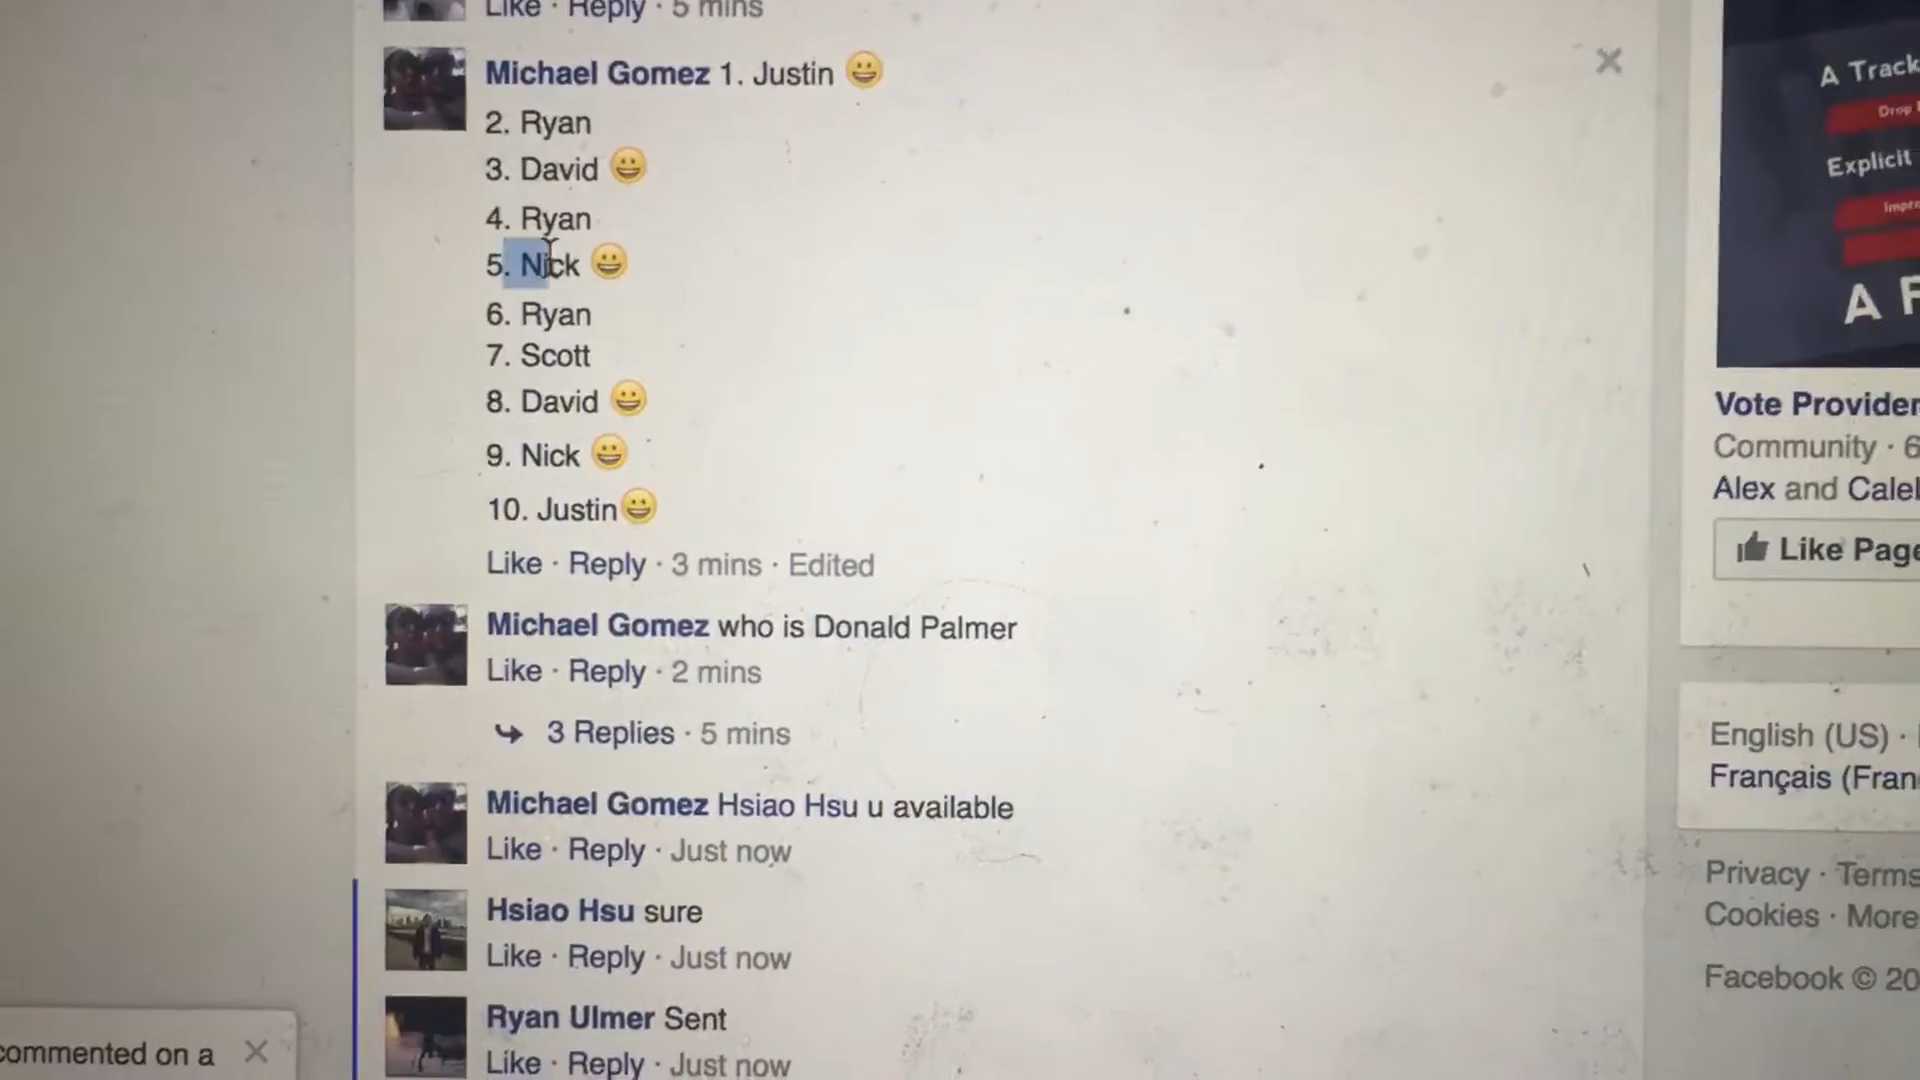 Like · Reply · 5 mins
Michael Gomez 1. Justin 😀
2. Ryan
3. David 😀
4. Ryan
5. Nick 😀
6. Ryan
7. Scott
8. David 😀
9. Nick 😀
10. Justin😀
Like · Reply · 3 mins · Edited
Michael Gomez who is Donald Palmer
Like · Reply · 2 mins
3 Replies · 5 mins
Michael Gomez Hsiao Hsu u available
Like · Reply · Just now
Hsiao Hsu sure
Like · Reply · Just now
Ryan Ulmer Sent
Like · Reply · Just now
commented on a
A Track
Drop
Explicit
A
Vote Provider
Community · 6
Alex and
Like Page
English (US) ·
Français
Privacy · Terms
Cookies · More
Facebook © 20